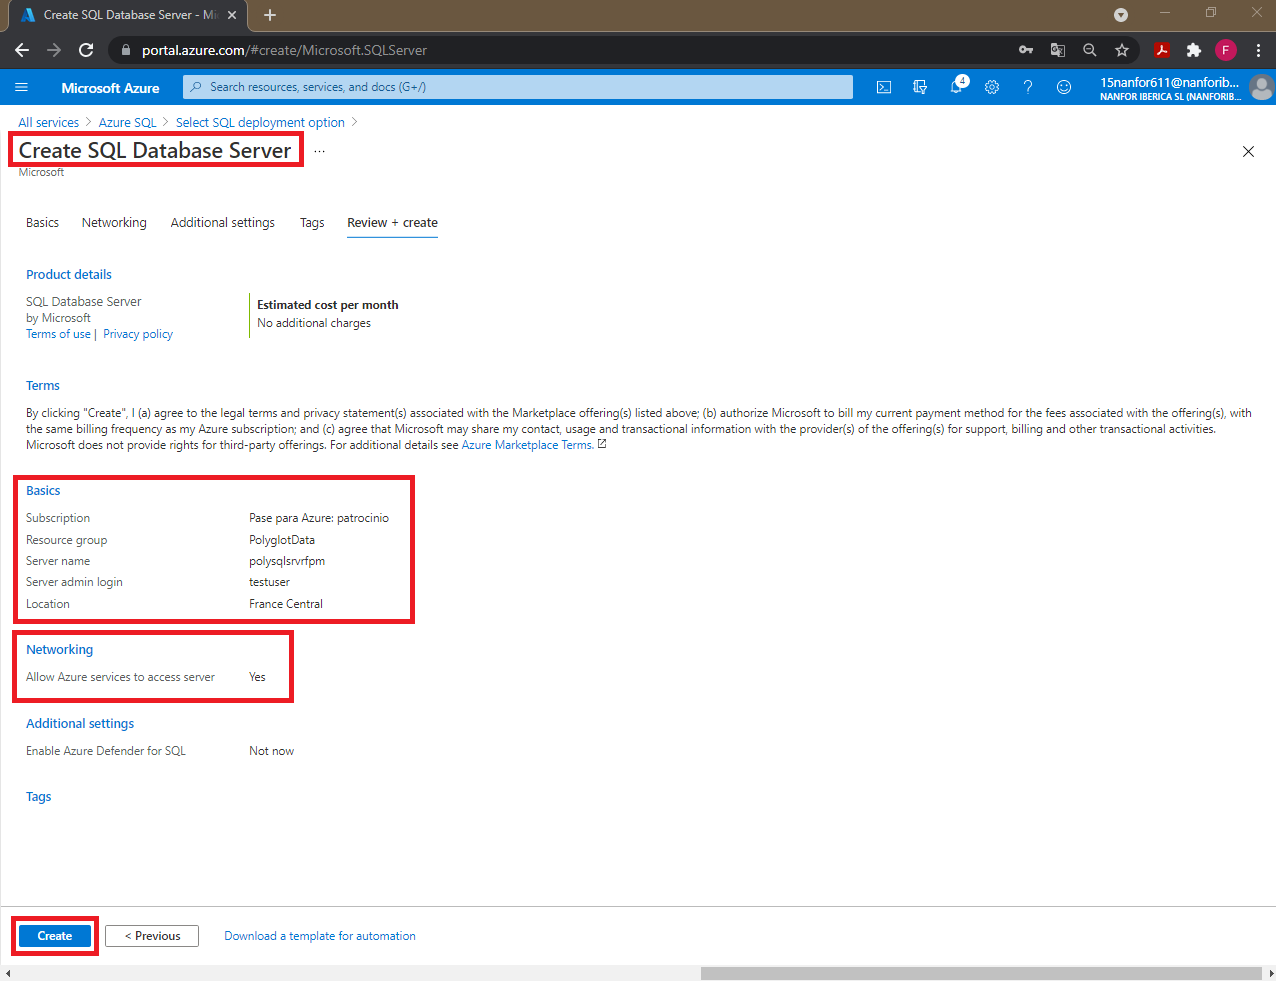 Create SQL Database Server - Mi
portal.azure.com/#create/Microsoft.SQLServer
F
Microsoft Azure
Search resources, services, and docs (G+/)
4
15nanfor611@nanforib...
NANFOR IBERICA SL (NANFORIB...
All services > Azure SQL > Select SQL deployment option >
Create SQL Database Server ...
Microsoft
Basics Networking Additional settings Tags Review + create
Product details
SQL Database Server
by Microsoft
Terms of use | Privacy policy
Estimated cost per month
No additional charges
Terms
By clicking "Create", I (a) agree to the legal terms and privacy statement(s) associated with the Marketplace offering(s) listed above; (b) authorize Microsoft to bill my current payment method for the fees associated with the offering(s), with
the same billing frequency as my Azure subscription; and (c) agree that Microsoft may share my contact, usage and transactional information with the provider(s) of the offering(s) for support, billing and other transactional activities.
Microsoft does not provide rights for third-party offerings. For additional details see Azure Marketplace Terms.
Basics
Subscription Pase para Azure: patrocinio
Resource group PolyglotData
Server name polysqlsrvrfpm
Server admin login testuser
Location France Central
Networking
Allow Azure services to access server Yes
Additional settings
Enable Azure Defender for SQL Not now
Tags
Create < Previous Download a template for automation